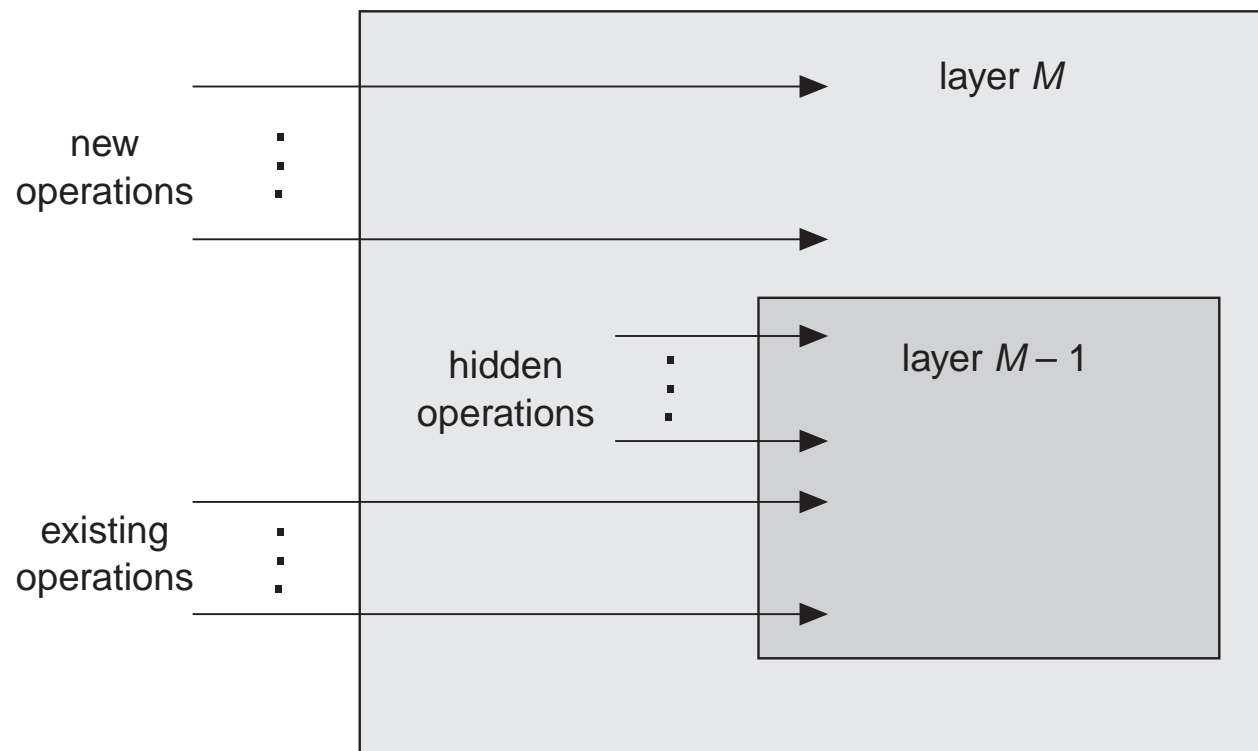 layer M
new
operations
hidden
operations
layer M – 1
existing
operations